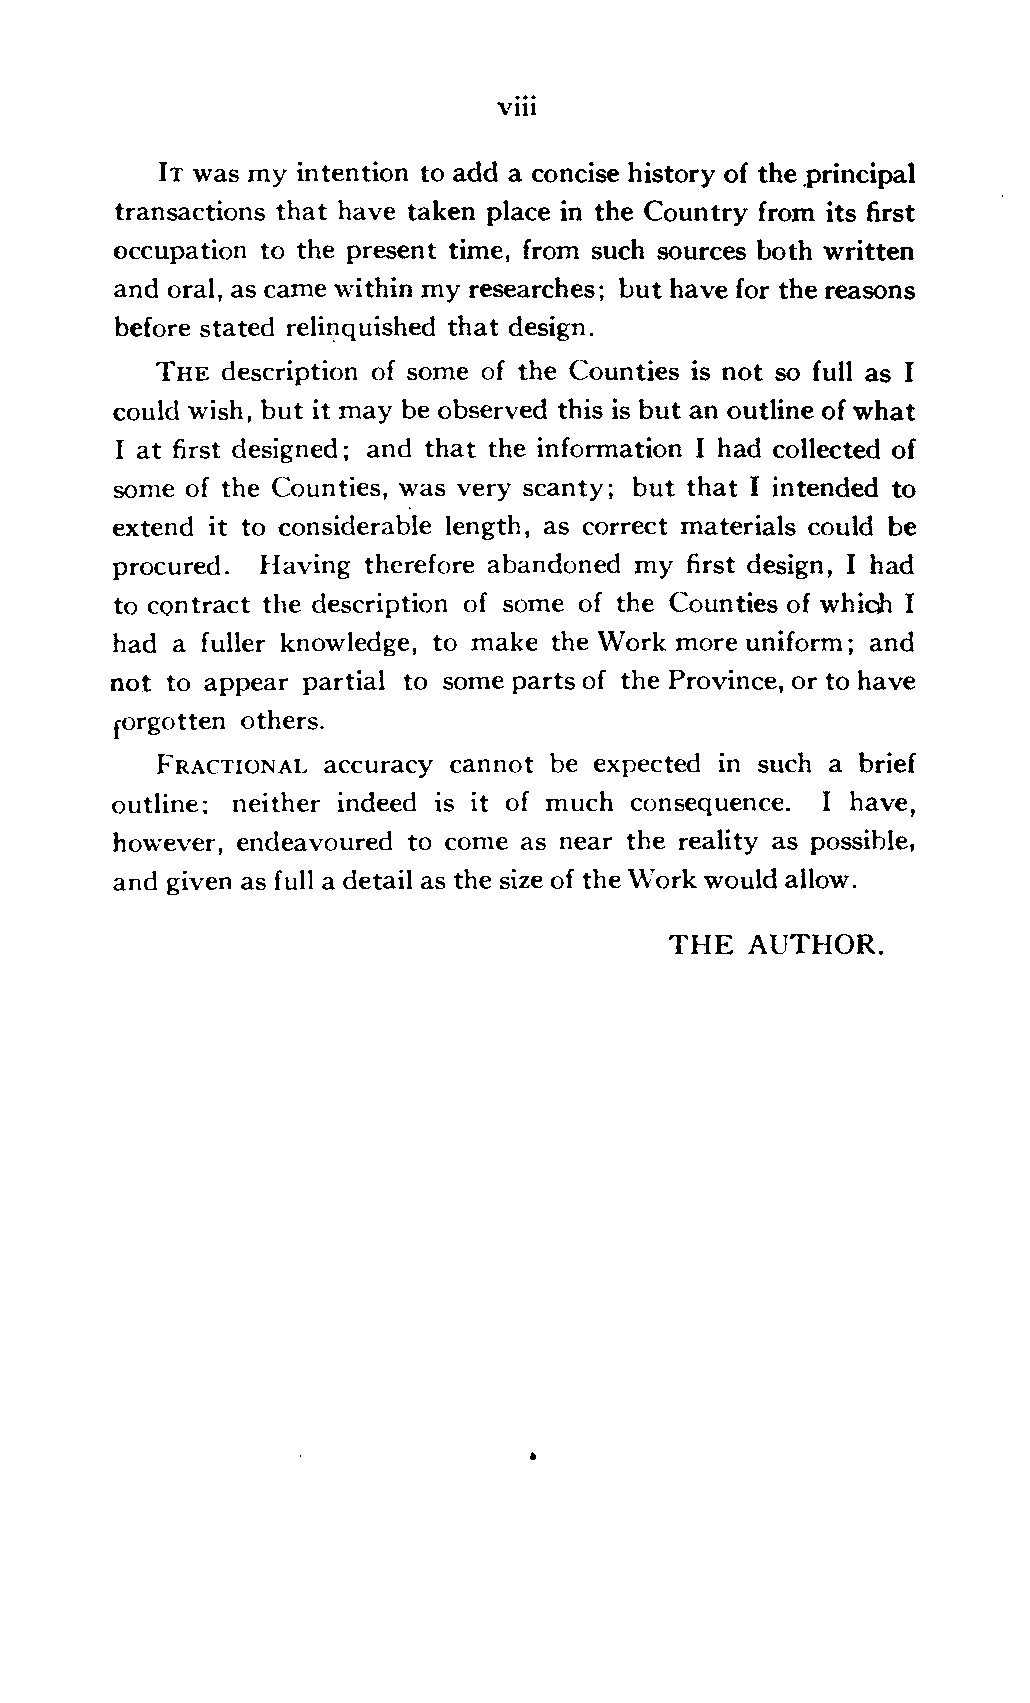 viii
IT was my intention to add a concise history of the principal
transactions that have taken place in the Country from its first
occupation to the present time, from such sources both written
and oral, as came within my researches; but have for the reasons
before stated relinquished that design.
THE description of some of the Counties is not so full as I
could wish, but it may be observed this is but an outline of what
I at first designed; and that the information I had collected of
some of the Counties, was very scanty; but that I intended to
extend it to considerable length, as correct materials could be
procured. Having therefore abandoned my first design, I had
to contract the description of some of the Counties of which I
had a fuller knowledge, to make the Work more uniform; and
not to appear partial to some parts of the Province, or to have
forgotten others.
FRACTIONAL accuracy cannot be expected in such a brief
outline; neither indeed is it of much consequence. I have,
however, endeavoured to come as near the reality as possible,
and given as full a detail as the size of the Work would allow.
THE AUTHOR.